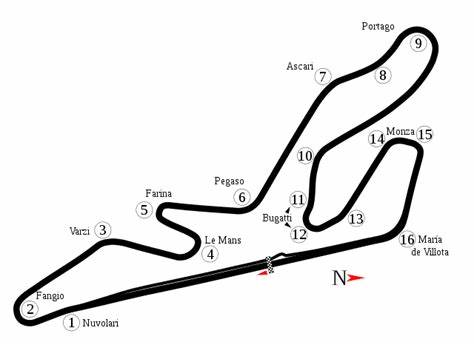 Portago
9
Ascari
7
8
Monza
14
15
10
Pegaso
6
Farina
5
11
Bugatti
12
13
Varzi
3
Le Mans
4
16
María
de Villota
N
Fangio
2
1
Nuvolari